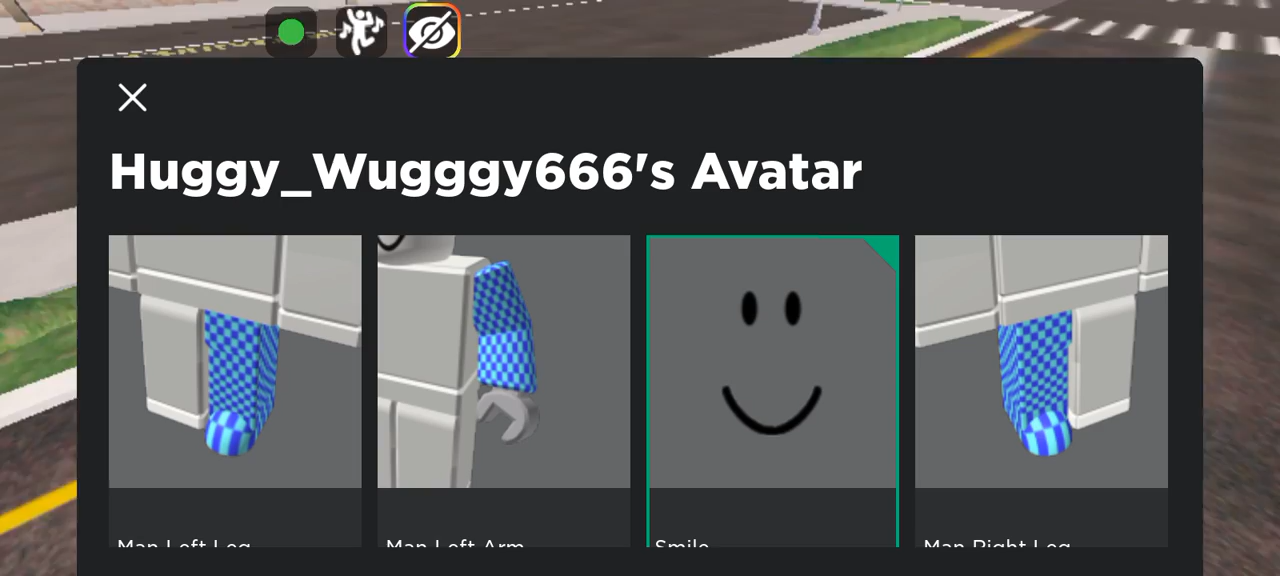 Huggy_Wugggy666's Avatar
Man Left Leg
Man Left Arm
Smile
Man Right Leg